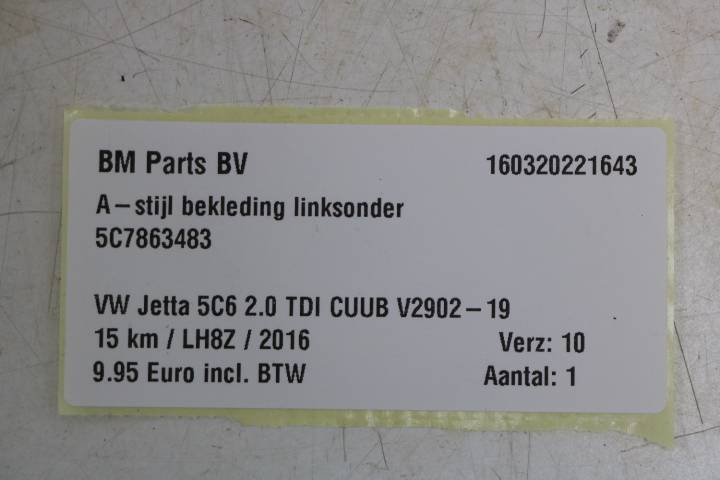 BM Parts BV 160320221643
A-stijl bekleding linksonder
5C7863483
VW Jetta 5C6 2.0 TDI CUUB V2902-19
15 km / LH8Z / 2016 Verz: 10
9.95 Euro incl. BTW Aantal: 1